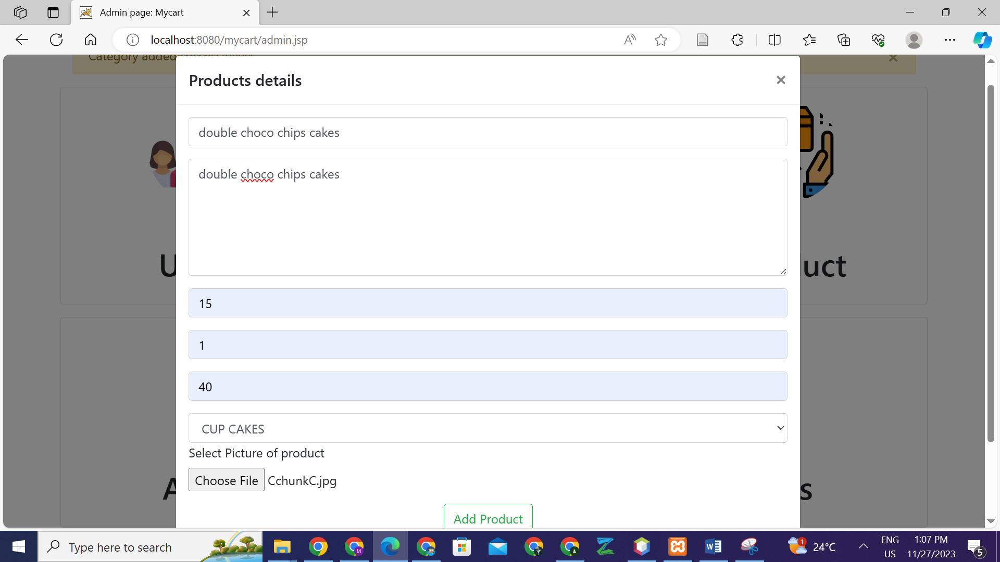 Admin page: Mycart
localhost:8080/mycart/admin.jsp
Category added
Products details
double choco chips cakes
double choco chips cakes
U
uct
15
1
40
CUP CAKES
Select Picture of product
Choose File CchunkC.jpg
A
s
Add Product
Type here to search
M
1
24°C
ENG
US
1:07 PM
11/27/2023
5